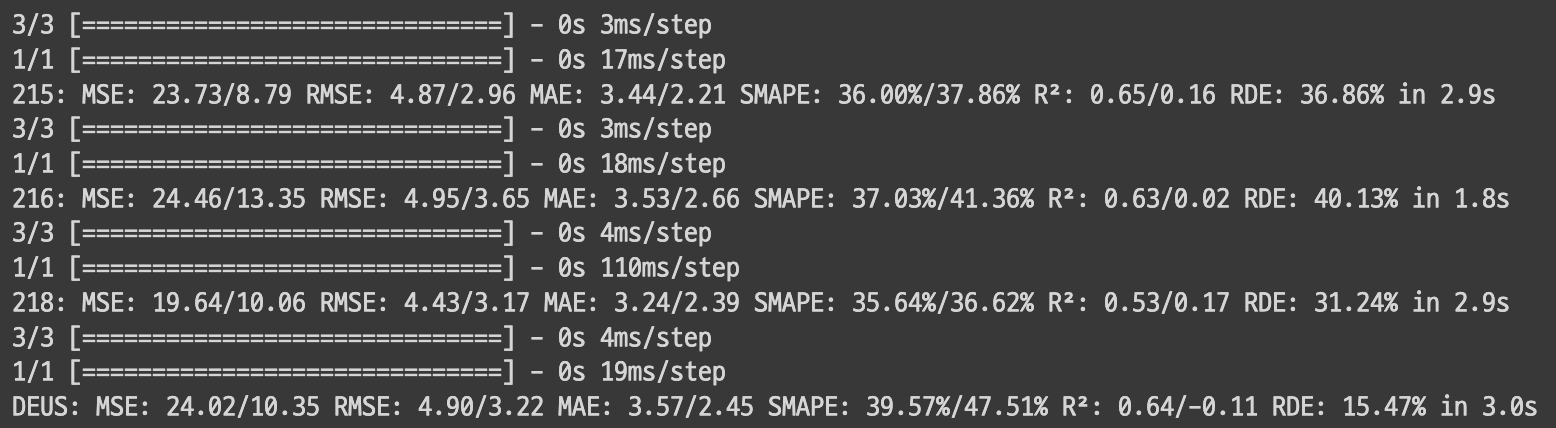 3/3 [==============================] - 0s 3ms/step
1/1 [==============================] - 0s 17ms/step
215: MSE: 23.73/8.79 RMSE: 4.87/2.96 MAE: 3.44/2.21 SMAPE: 36.00%/37.86% R²: 0.65/0.16 RDE: 36.86% in 2.9s
3/3 [==============================] - 0s 3ms/step
1/1 [==============================] - 0s 18ms/step
216: MSE: 24.46/13.35 RMSE: 4.95/3.65 MAE: 3.53/2.66 SMAPE: 37.03%/41.36% R²: 0.63/0.02 RDE: 40.13% in 1.8s
3/3 [==============================] - 0s 4ms/step
1/1 [==============================] - 0s 110ms/step
218: MSE: 19.64/10.06 RMSE: 4.43/3.17 MAE: 3.24/2.39 SMAPE: 35.64%/36.62% R²: 0.53/0.17 RDE: 31.24% in 2.9s
3/3 [==============================] - 0s 4ms/step
1/1 [==============================] - 0s 19ms/step
DEUS: MSE: 24.02/10.35 RMSE: 4.90/3.22 MAE: 3.57/2.45 SMAPE: 39.57%/47.51% R²: 0.64/-0.11 RDE: 15.47% in 3.0s